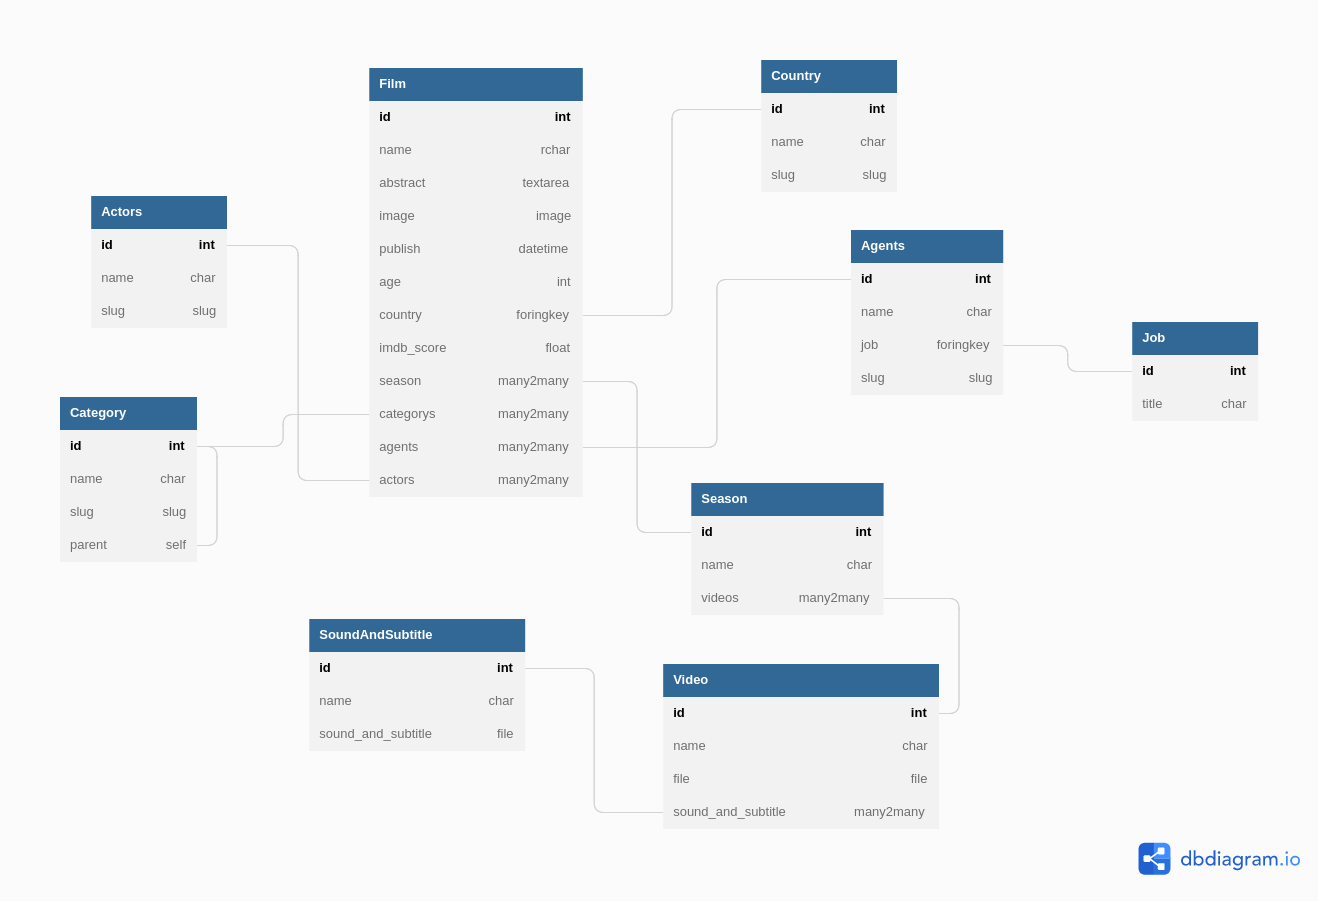 Film
id int
name rchar
abstract textarea
image image
publish datetime
age int
country foringkey
imdb_score float
season many2many
categorys many2many
agents many2many
actors many2many
Country
id int
name char
slug slug
Actors
id int
name char
slug slug
Agents
id int
name char
job foringkey
slug slug
Job
id int
title char
Category
id int
name char
slug slug
parent self
Season
id int
name char
videos many2many
SoundAndSubtitle
id int
name char
sound_and_subtitle file
Video
id int
name char
file file
sound_and_subtitle many2many
dbdiagram.io